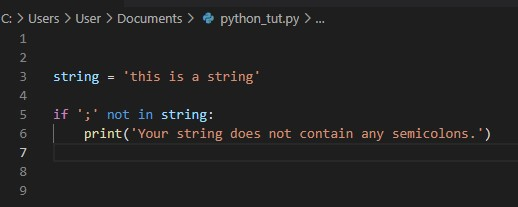 C: > Users > User > Documents > python_tut.py > ...
1
2
3 string = 'this is a string'
4
5 if ';' not in string:
6 print('Your string does not contain any semicolons.')
7
8
9